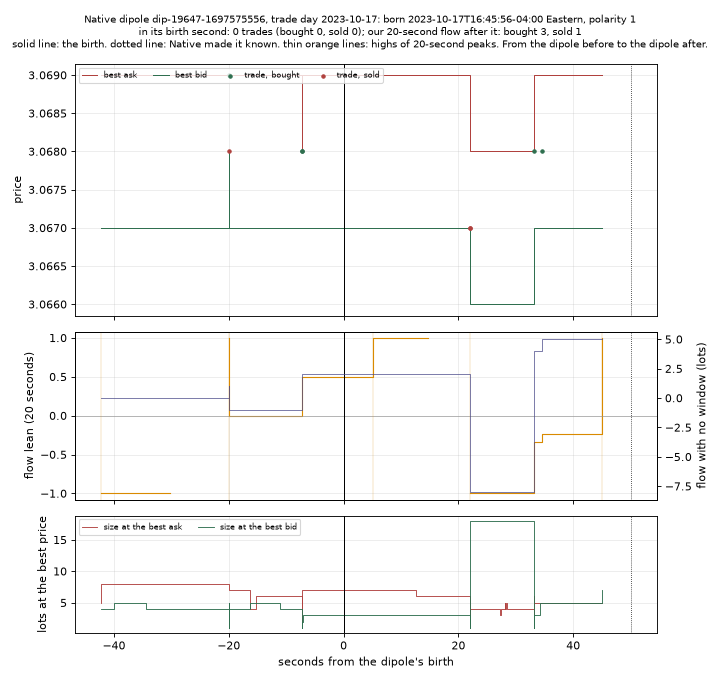 Native dipole dip-19647-1697575556, trade day 2023-10-17: born 2023-10-17T16:45:56-04:00 Eastern, polarity 1
in its birth second: 0 trades (bought 0, sold 0); our 20-second flow after it: bought 3, sold 1
solid line: the birth. dotted line: Native made it known. thin orange lines: highs of 20-second peaks. From the dipole before to the dipole after.
best ask best bid trade, bought trade, sold
3.0690
3.0685
3.0680
3.0675
3.0670
3.0665
3.0660
price
1.0
0.5
0.0
−0.5
−1.0
flow lean (20 seconds)
5.0
2.5
0.0
−2.5
−5.0
−7.5
flow with no window (lots)
size at the best ask size at the best bid
15
10
5
lots at the best price
−40 −20 0 20 40
seconds from the dipole's birth